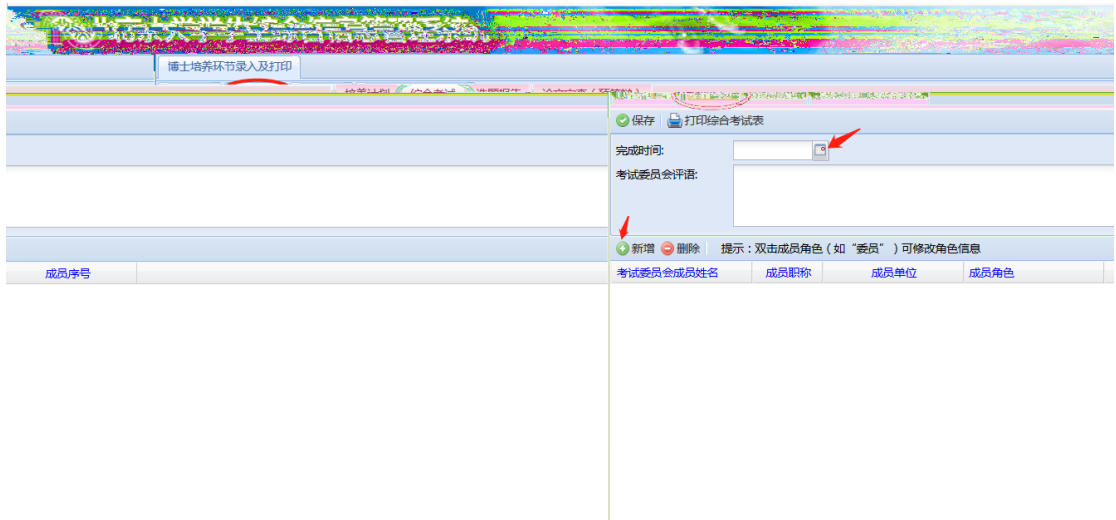 博士培养环节录入及打印
保存 打印综合考试表
完成时间:
考试委员会评语:
新增 删除 提示：双击成员角色（如“委员”）可修改角色信息
成员序号 考试委员会成员姓名 成员职称 成员单位 成员角色